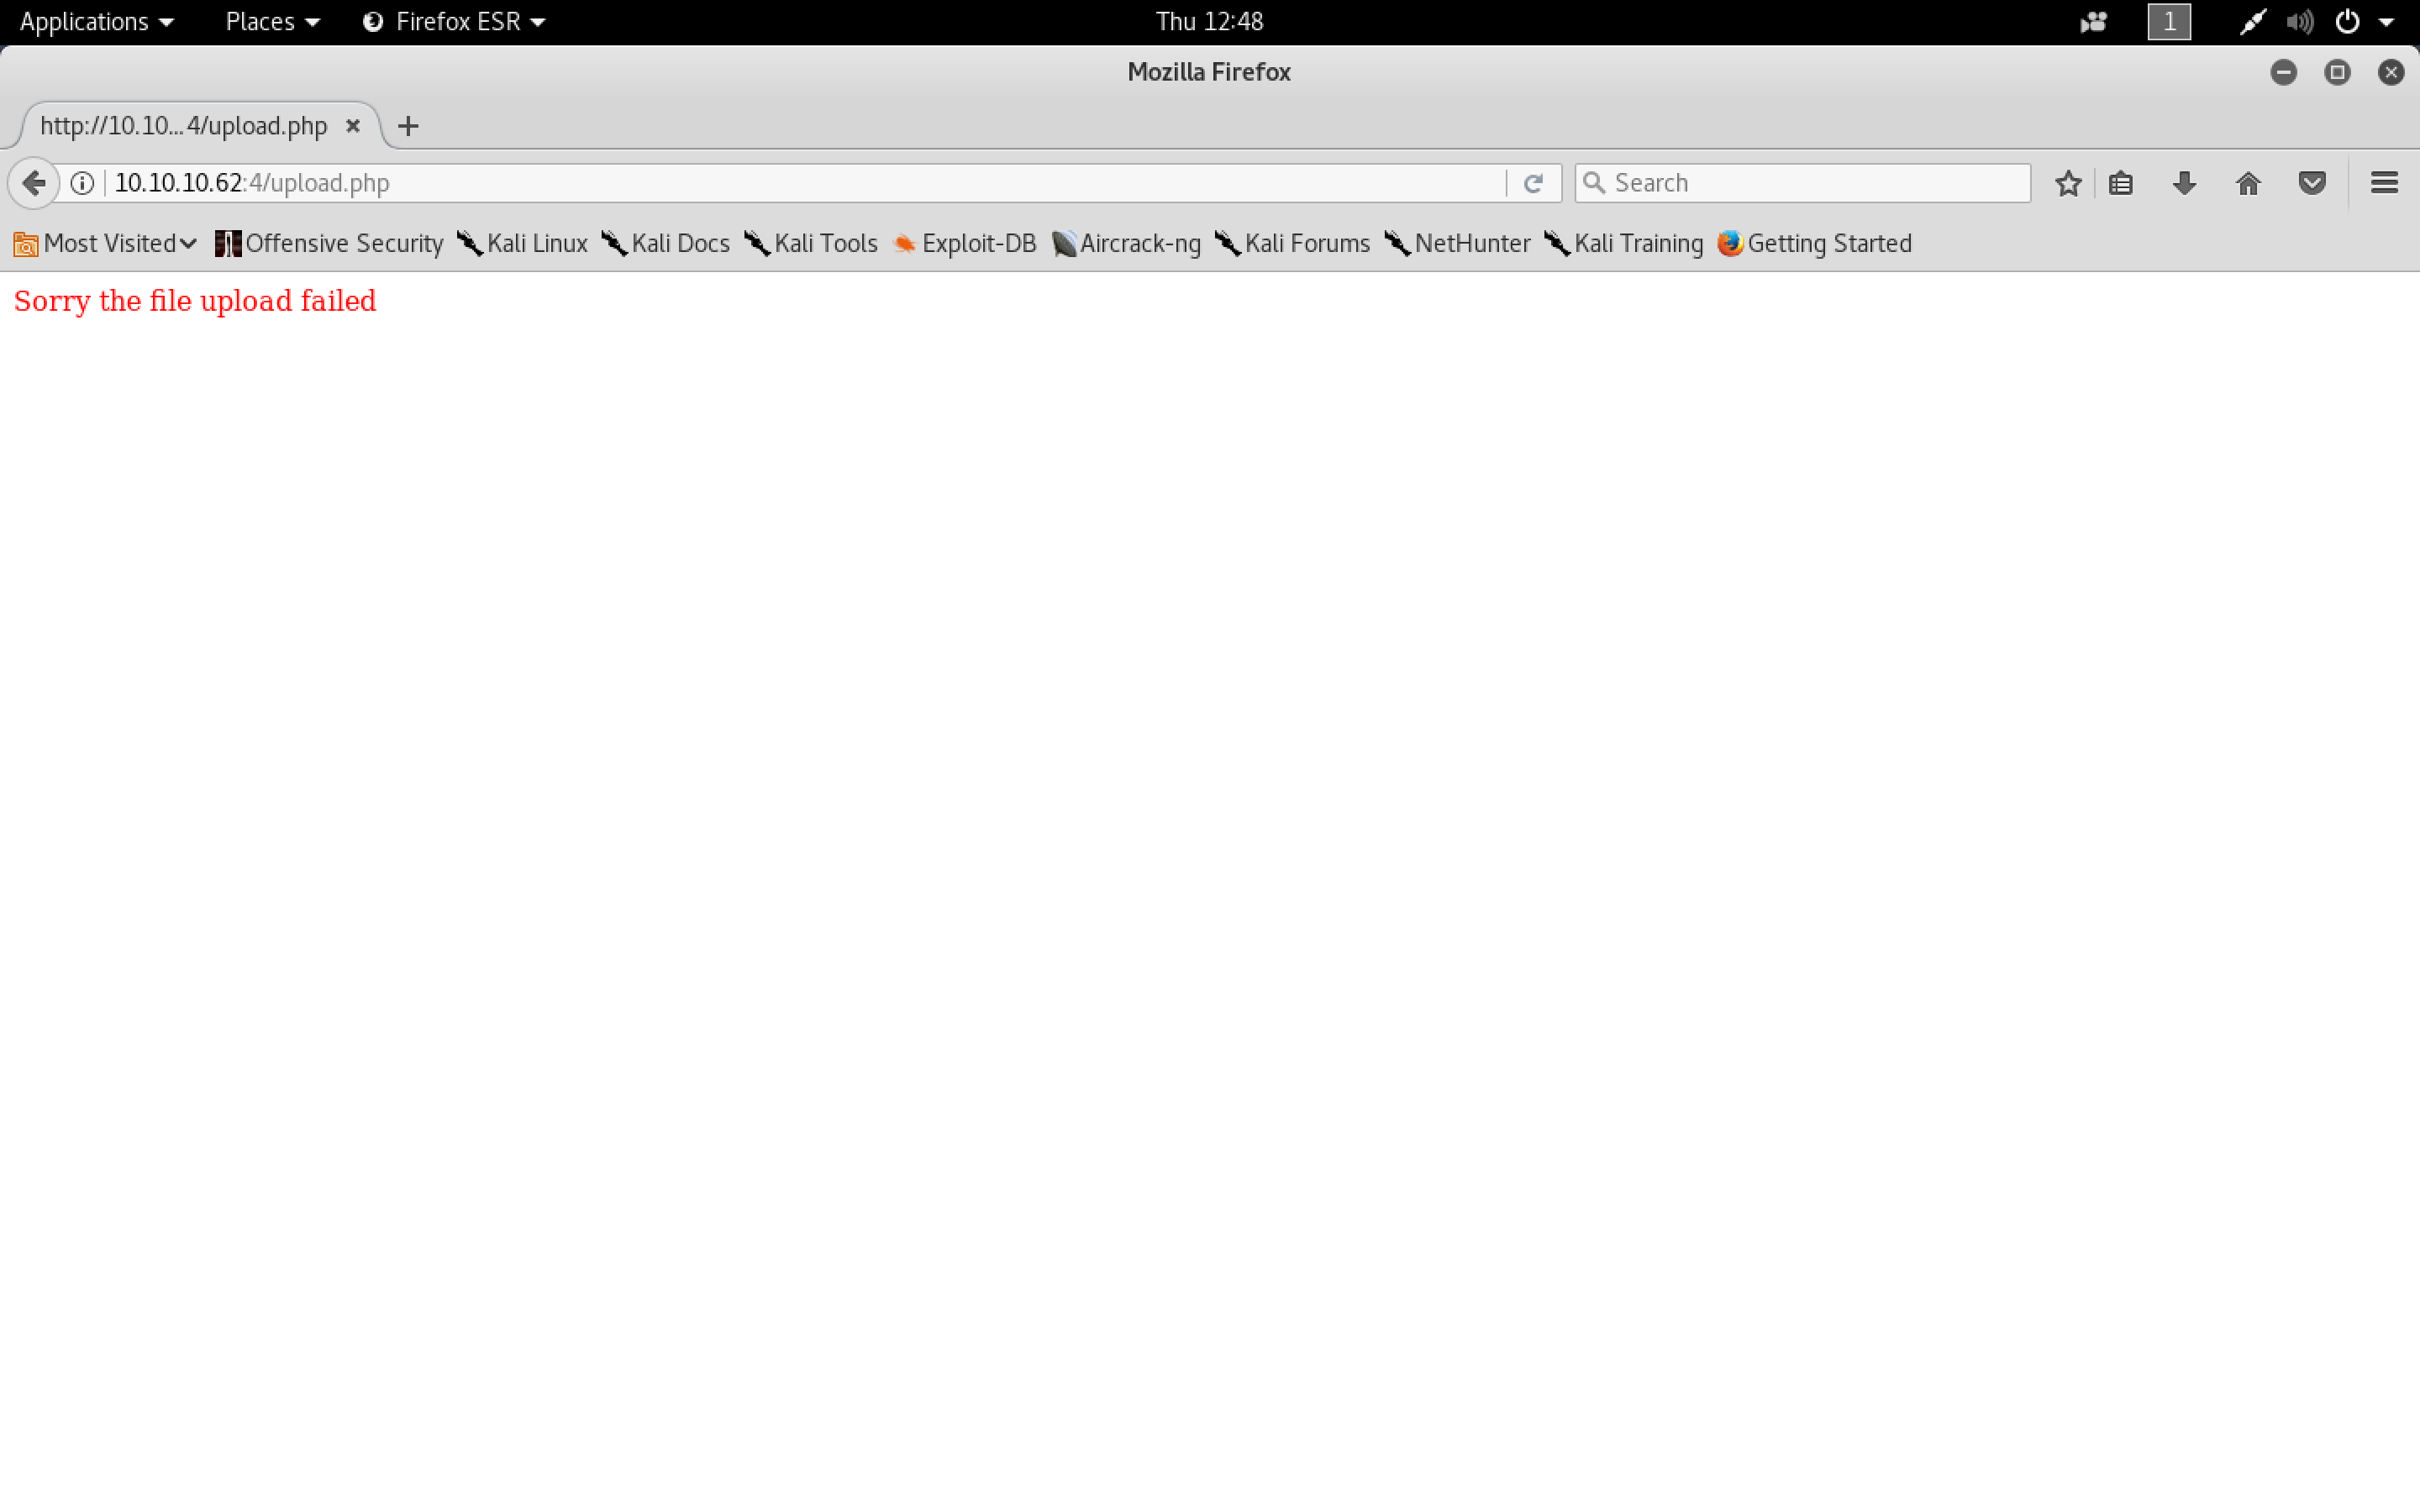 Applications Places Firefox ESR Thu 12:48 1
Mozilla Firefox
http://10.10...4/upload.php
10.10.10.62:4/upload.php Search
Most Visited Offensive Security Kali Linux Kali Docs Kali Tools Exploit-DB Aircrack-ng Kali Forums NetHunter Kali Training Getting Started
Sorry the file upload failed